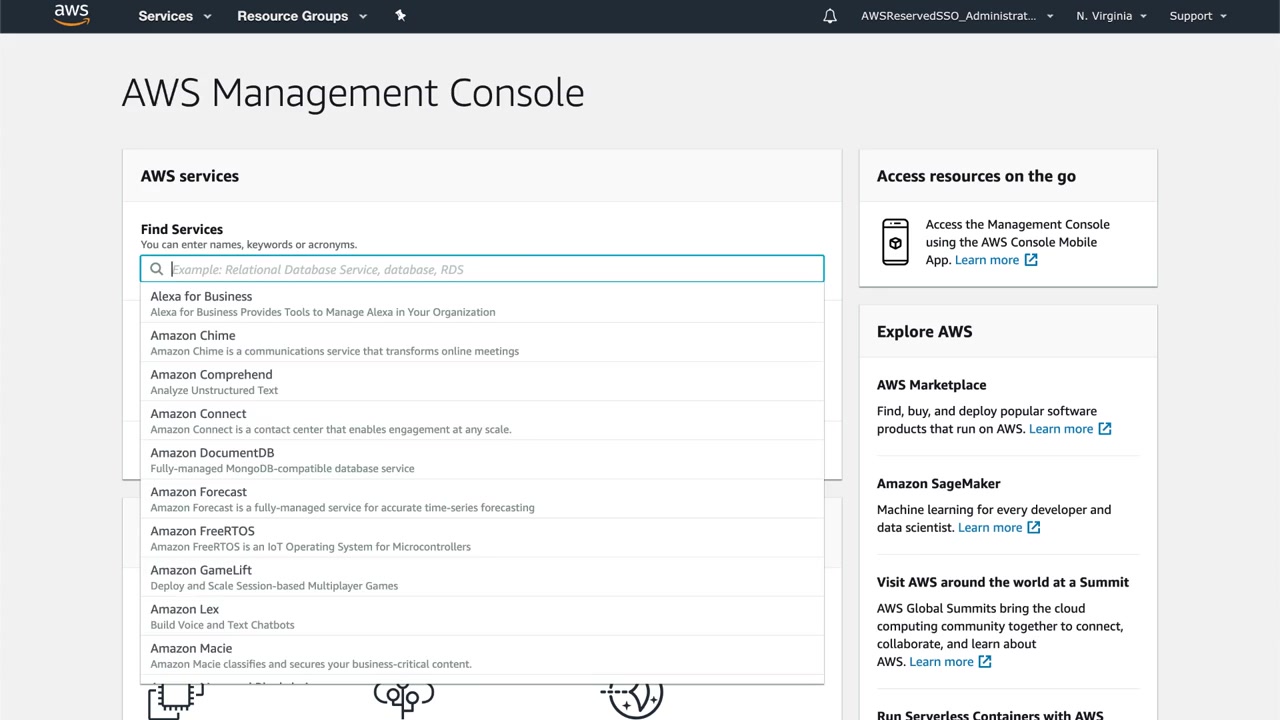 aws
Services
Resource Groups
AWSReservedSSO_Administrat...
N. Virginia
Support
AWS Management Console
AWS services
Find Services
You can enter names, keywords or acronyms.
Example: Relational Database Service, database, RDS
Alexa for Business
Alexa for Business Provides Tools to Manage Alexa in Your Organization
Amazon Chime
Amazon Chime is a communications service that transforms online meetings
Amazon Comprehend
Analyze Unstructured Text
Amazon Connect
Amazon Connect is a contact center that enables engagement at any scale.
Amazon DocumentDB
Fully-managed MongoDB-compatible database service
Amazon Forecast
Amazon Forecast is a fully-managed service for accurate time-series forecasting
Amazon FreeRTOS
Amazon FreeRTOS is an IoT Operating System for Microcontrollers
Amazon GameLift
Deploy and Scale Session-based Multiplayer Games
Amazon Lex
Build Voice and Text Chatbots
Amazon Macie
Amazon Macie classifies and secures your business-critical content.
Access resources on the go
Access the Management Console
using the AWS Console Mobile
App. Learn more
Explore AWS
AWS Marketplace
Find, buy, and deploy popular software
products that run on AWS. Learn more
Amazon SageMaker
Machine learning for every developer and
data scientist. Learn more
Visit AWS around the world at a Summit
AWS Global Summits bring the cloud
computing community together to connect,
collaborate, and learn about
AWS. Learn more
Run Serverless Containers with AWS